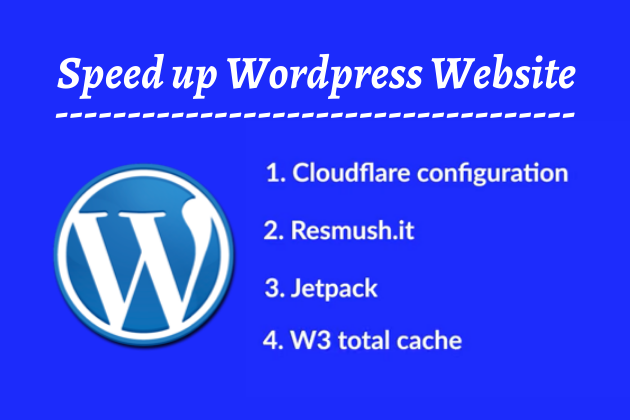 Speed up Wordpress Website
1. Cloudflare configuration
2. Resmush.it
3. Jetpack
4. W3 total cache